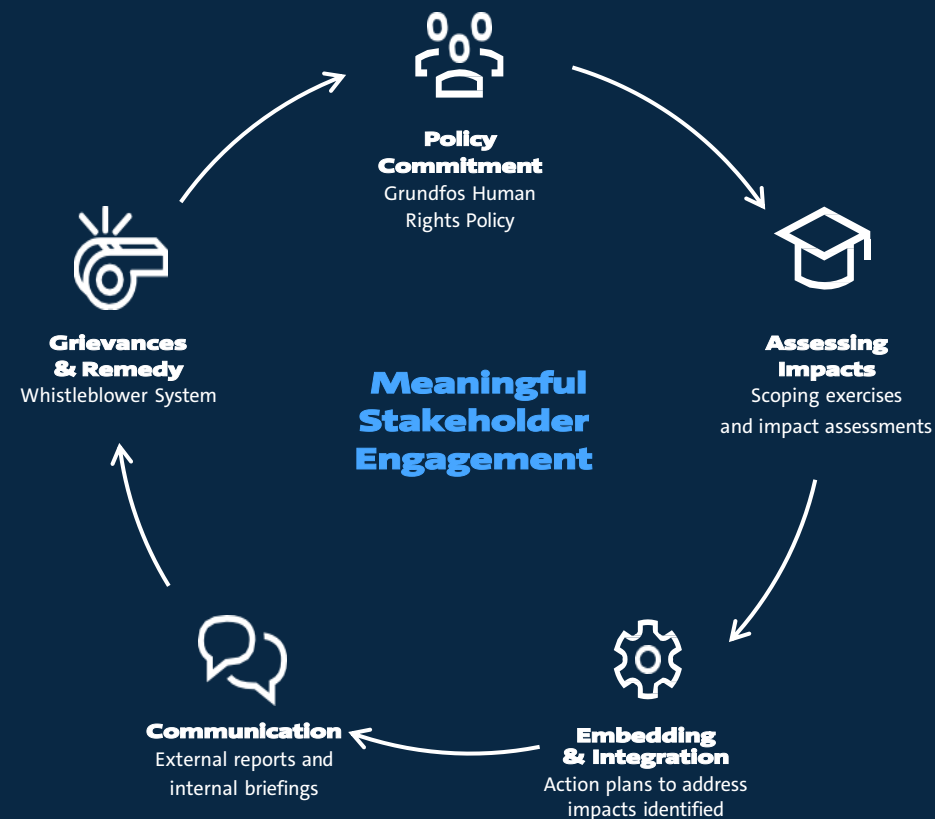 Policy
Commitment
Grundfos Human
Rights Policy
Assessing
Impacts
Scoping exercises
and impact assessments
Embedding
& Integration
Action plans to address
impacts identified
Communication
External reports and
internal briefings
Grievances
& Remedy
Whistleblower System
Meaningful
Stakeholder
Engagement